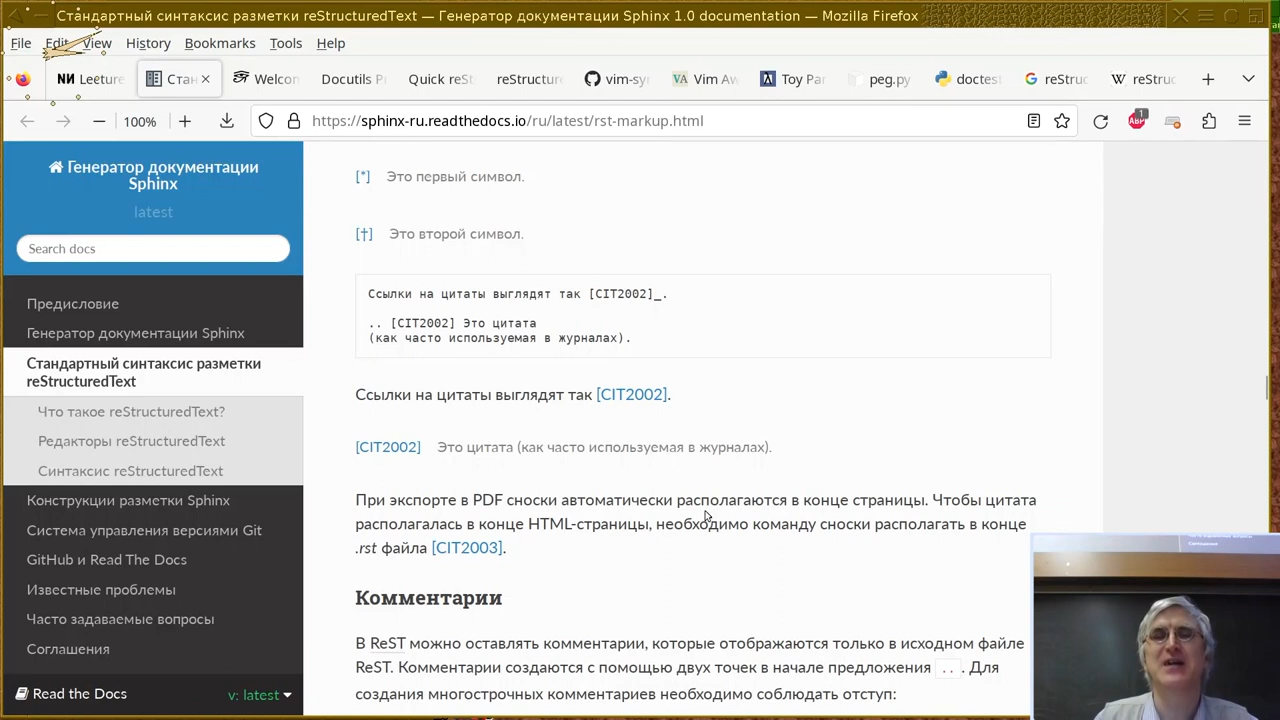 Стандартный синтаксис разметки reStructuredText — Генератор документации Sphinx 1.0 documentation — Mozilla Firefox
File Edit View History Bookmarks Tools Help
Lecture Стан Welcon Docutils P Quick reSt reStructur vim-syn Vim Aw Toy Par peg.py doctes reStruc reStruc
100% https://sphinx-ru.readthedocs.io/ru/latest/rst-markup.html 1
Генератор документации
Sphinx
latest
Search docs
Предисловие
Генератор документации Sphinx
Стандартный синтаксис разметки
reStructuredText
Что такое reStructuredText?
Редакторы reStructuredText
Синтаксис reStructuredText
Конструкции разметки Sphinx
Система управления версиями Git
GitHub и Read The Docs
Известные проблемы
Часто задаваемые вопросы
Соглашения
Read the Docs v: latest
[*] Это первый символ.
[†] Это второй символ.
Ссылки на цитаты выглядят так [CIT2002]_.
.. [CIT2002] Это цитата
(как часто используемая в журналах).
Ссылки на цитаты выглядят так [CIT2002].
[CIT2002] Это цитата (как часто используемая в журналах).
При экспорте в PDF сноски автоматически располагаются в конце страницы. Чтобы цитата
располагалась в конце HTML-страницы, необходимо команду сноски располагать в конце
.rst файла [CIT2003].
Комментарии
В ReST можно оставлять комментарии, которые отображаются только в исходном файле
ReST. Комментарии создаются с помощью двух точек в начале предложения .. . Для
создания многострочных комментариев необходимо соблюдать отступ: